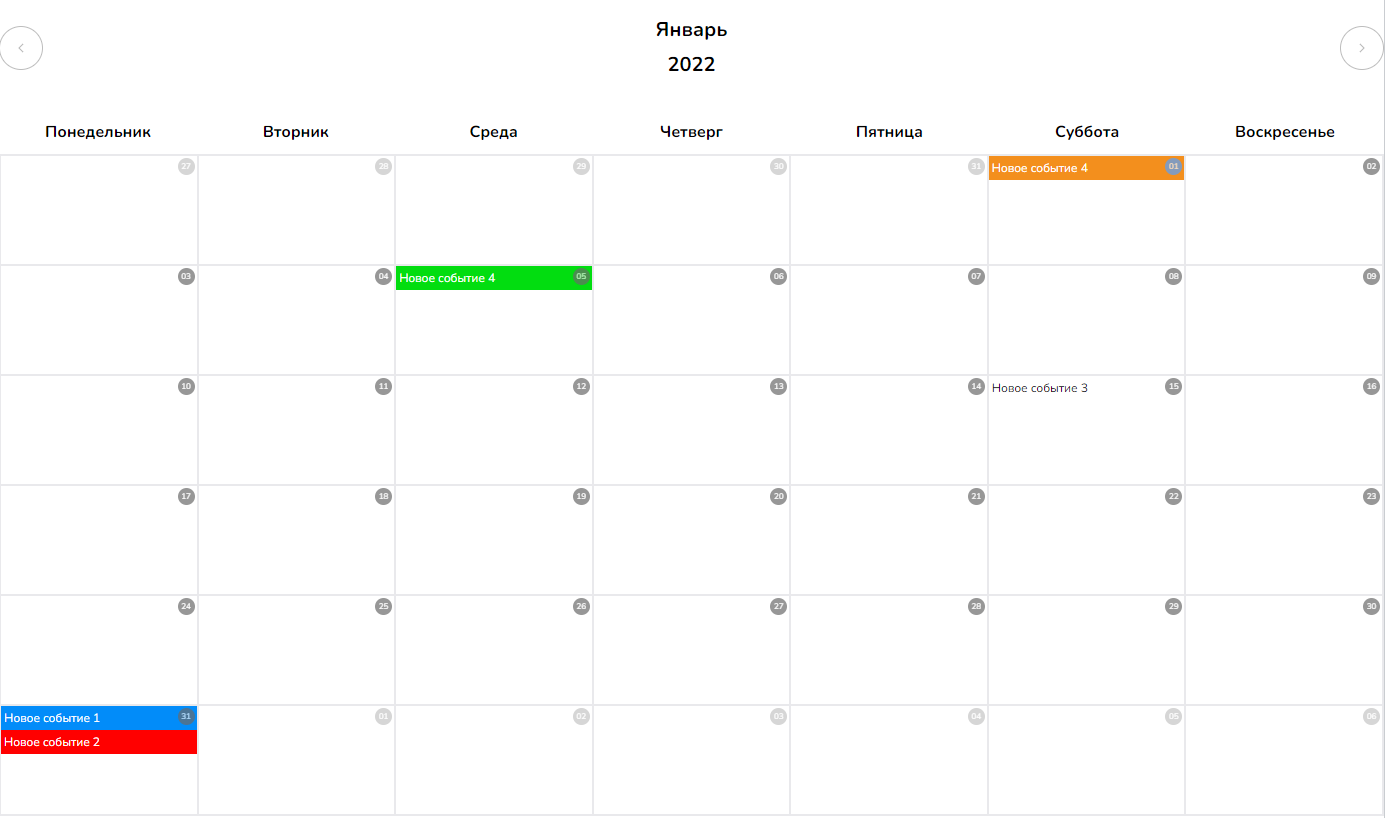 Январь
2022
Понедельник Вторник Среда Четверг Пятница Суббота Воскресенье
27 28 29 30 31 Новое событие 4 01 02
03 04 Новое событие 4 05 06 07 08 09
10 11 12 13 14 Новое событие 3 15 16
17 18 19 20 21 22 23
24 25 26 27 28 29 30
Новое событие 1 31 01 02 03 04 05 06
Новое событие 2